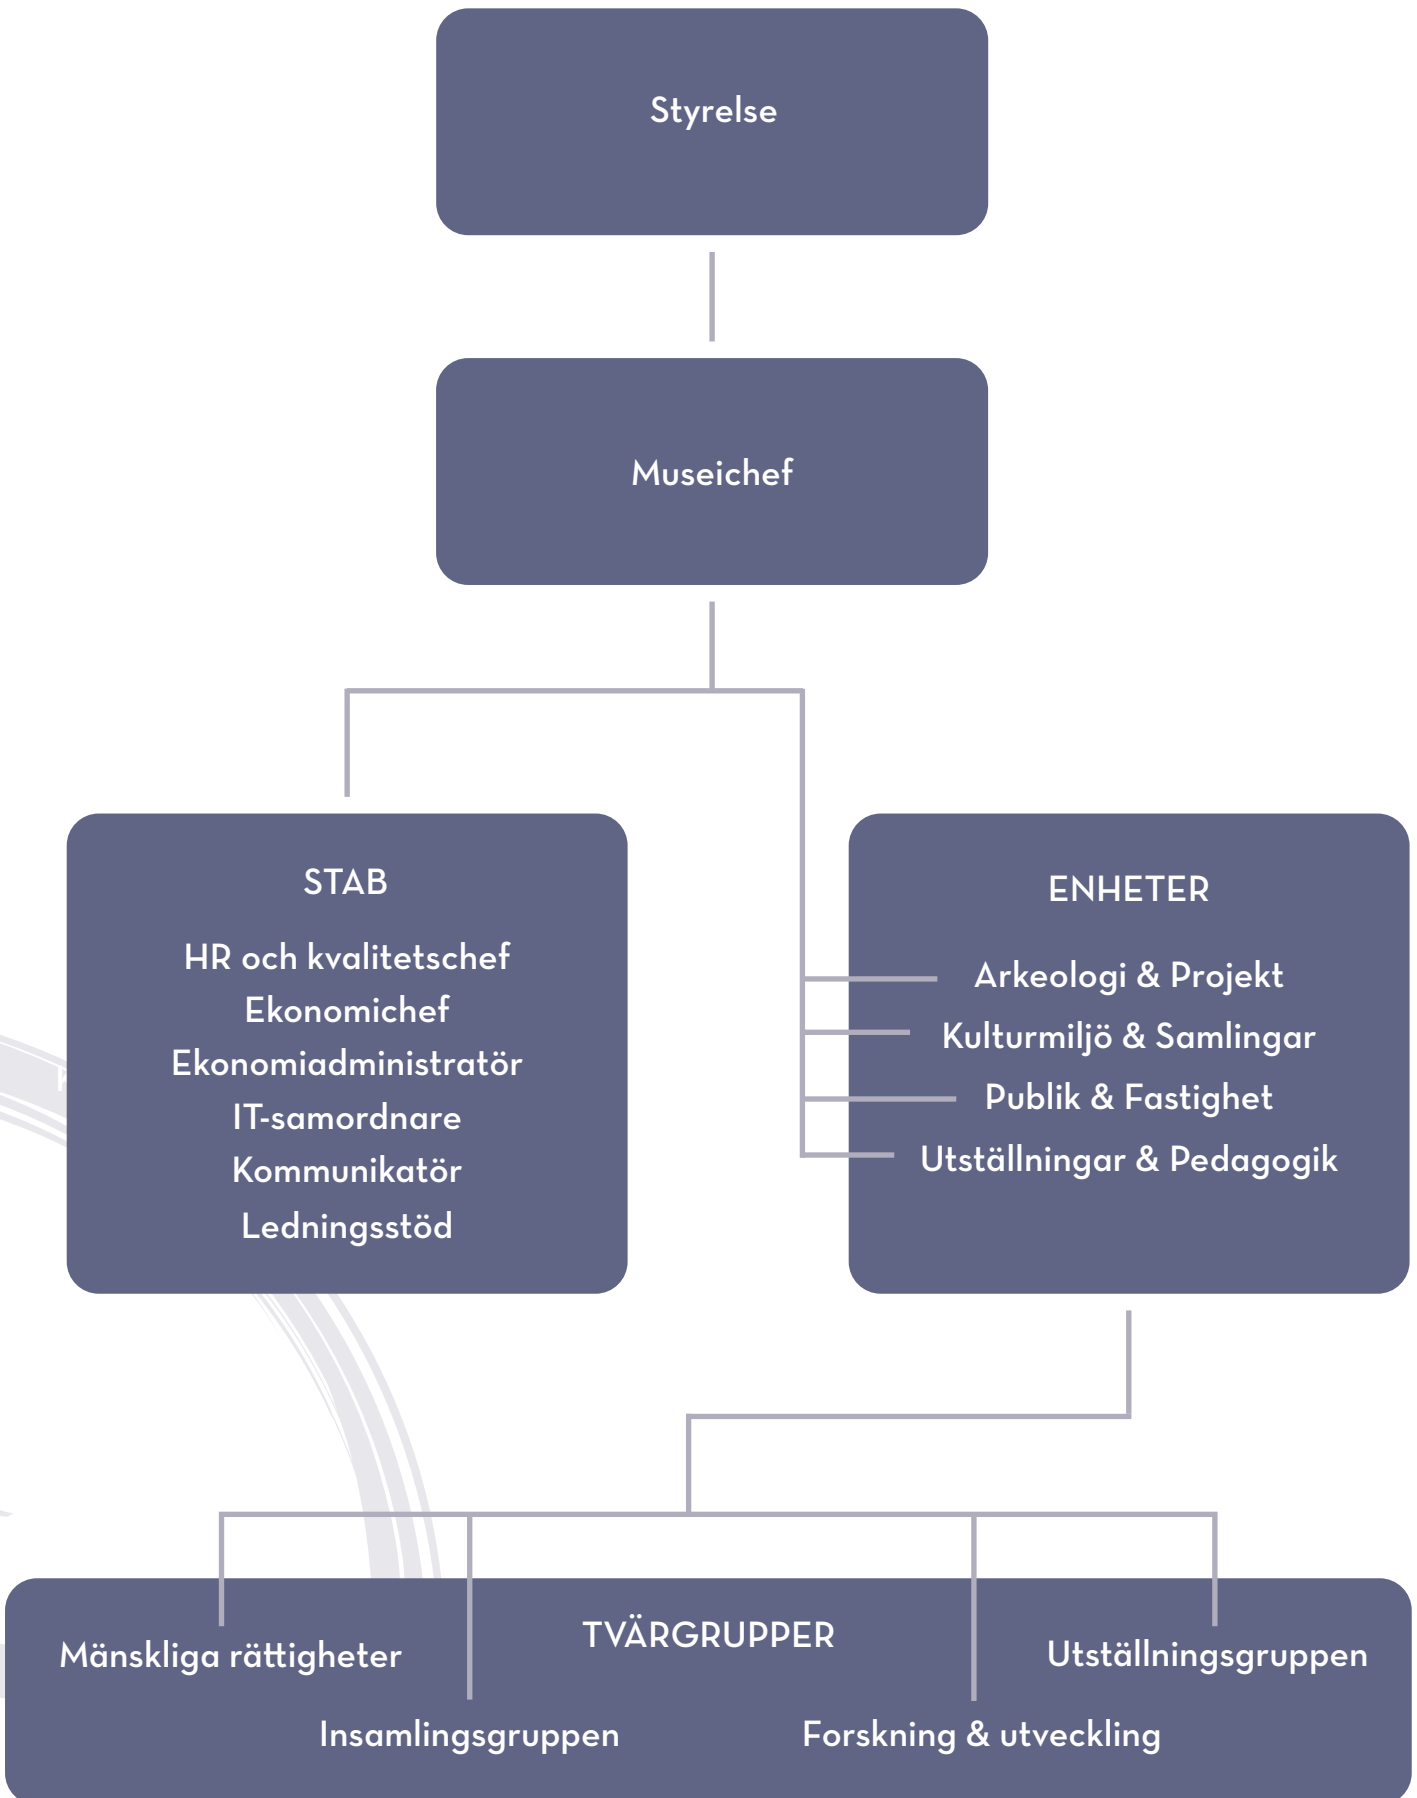 Styrelse
Museichef
STAB
HR och kvalitetschef
Ekonomichef
Ekonomiadministratör
IT-samordnare
Kommunikatör
Ledningsstöd
ENHETER
Arkeologi & Projekt
Kulturmiljö & Samlingar
Publik & Fastighet
Utställningar & Pedagogik
TVÄRGRUPPER
Mänskliga rättigheter
Insamlingsgruppen
Forskning & utveckling
Utställningsgruppen